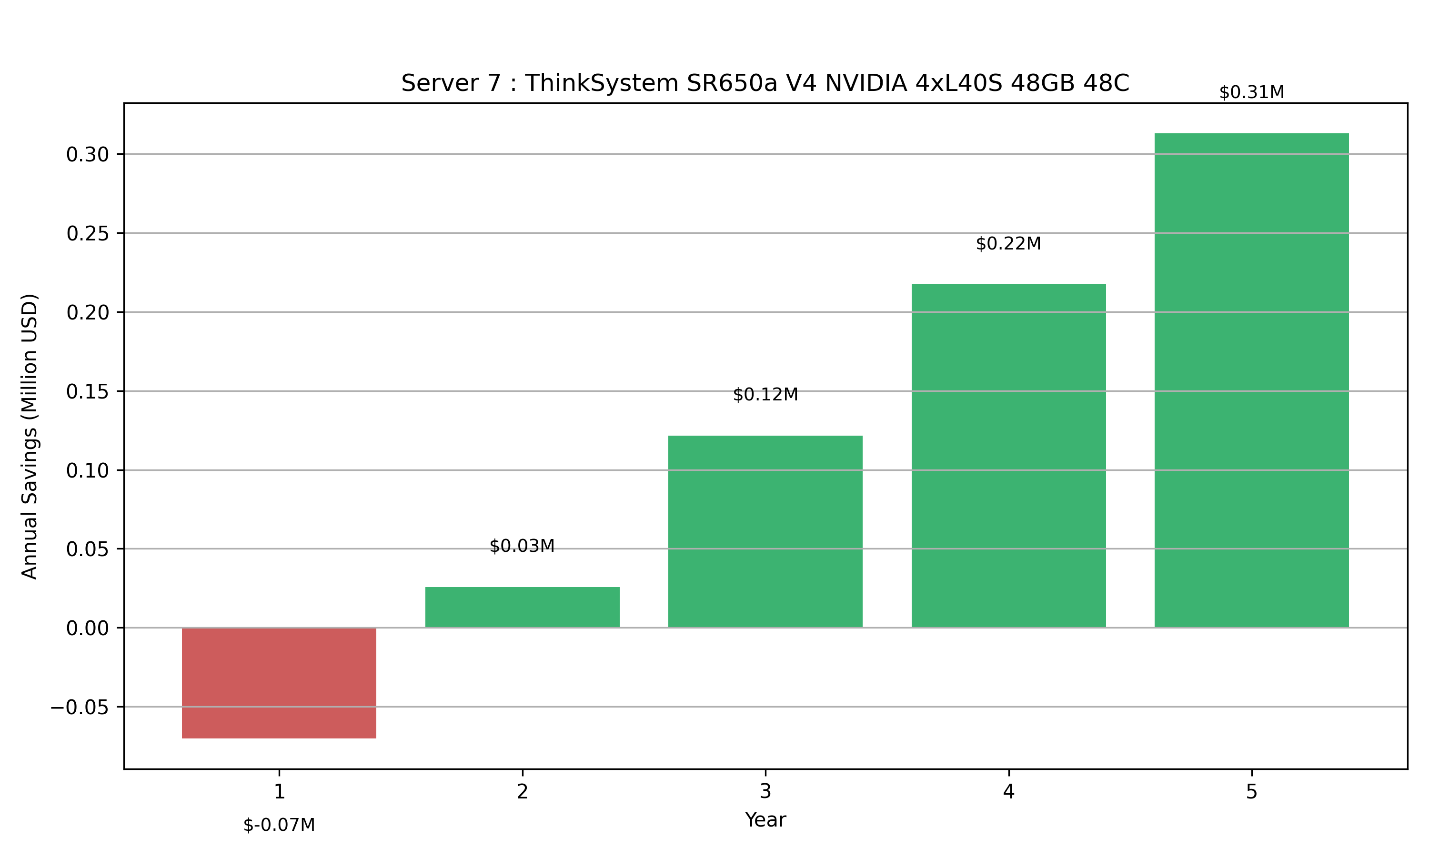 Server 7 : ThinkSystem SR650a V4 NVIDIA 4xL40S 48GB 48C
$0.31M
0.30
0.25
$0.22M
0.20
0.15
$0.12M
0.10
0.05
$0.03M
0.00
−0.05
Annual Savings (Million USD)
1 2 3 4 5
$-0.07M
Year